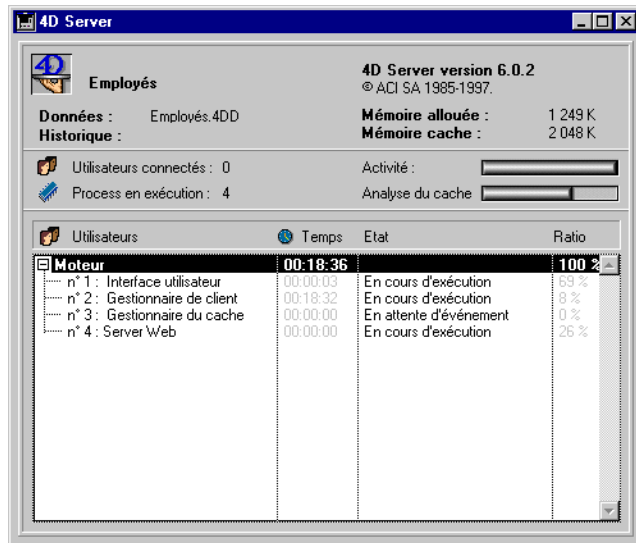 4D Server
4D
Employés
4D Server version 6.0.2
© ACI SA 1985-1997.
Données : Employés.4DD
Historique :
Mémoire allouée : 1 249 K
Mémoire cache : 2 048 K
Utilisateurs connectés : 0
Activité :
Process en exécution : 4
Analyse du cache
Utilisateurs Temps Etat Ratio
Moteur 00:18:36 100 %
n° 1 : Interface utilisateur 00:00:03 En cours d'exécution 69 %
n° 2 : Gestionnaire de client 00:18:32 En cours d'exécution 8 %
n° 3 : Gestionnaire du cache 00:00:00 En attente d'événement 0 %
n° 4 : Server Web 00:00:00 En cours d'exécution 26 %